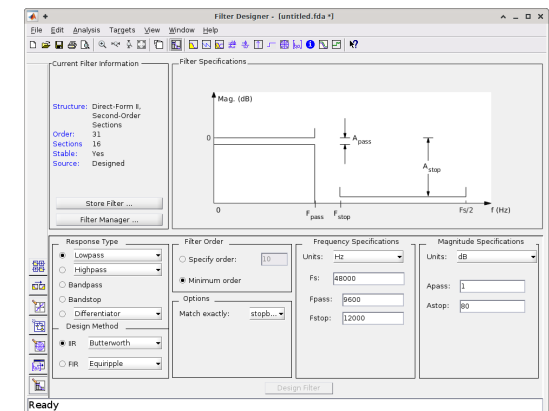 Filter Designer - [untitled.fda *]
File Edit Analysis Targets View Window Help
Current Filter Information
Structure: Direct-Form II,
Second-Order
Sections
Order: 31
Sections 16
Stable: Yes
Source: Designed
Store Filter ...
Filter Manager ...
Filter Specifications
Mag. (dB)
0
Apass
Astop
0
Fpass
Fstop
Fs/2
f (Hz)
Response Type
Lowpass
Highpass
Bandpass
Bandstop
Differentiator
Design Method
IIR Butterworth
FIR Equiripple
Filter Order
Specify order: 10
Minimum order
Options
Match exactly: stopb...
Frequency Specifications
Units: Hz
Fs: 48000
Fpass: 9600
Fstop: 12000
Magnitude Specifications
Units: dB
Apass: 1
Astop: 80
Design Filter
Ready